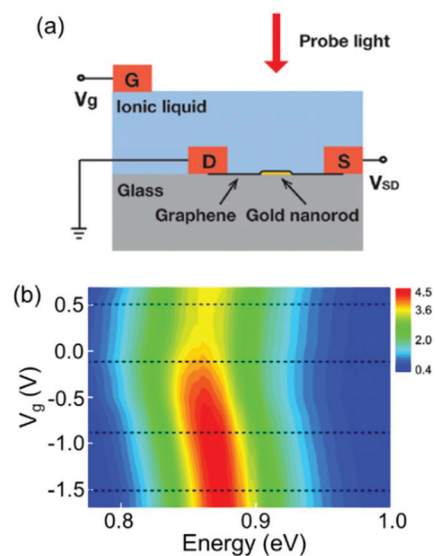 (a)
Probe light
G
Vg
Ionic liquid
D
S
VSD
Glass
Graphene
Gold nanorod
(b)
4.5
3.6
2.0
0.4
0.5
0.0
-0.5
-1.0
-1.5
Vg (V)
0.8
0.9
1.0
Energy (eV)